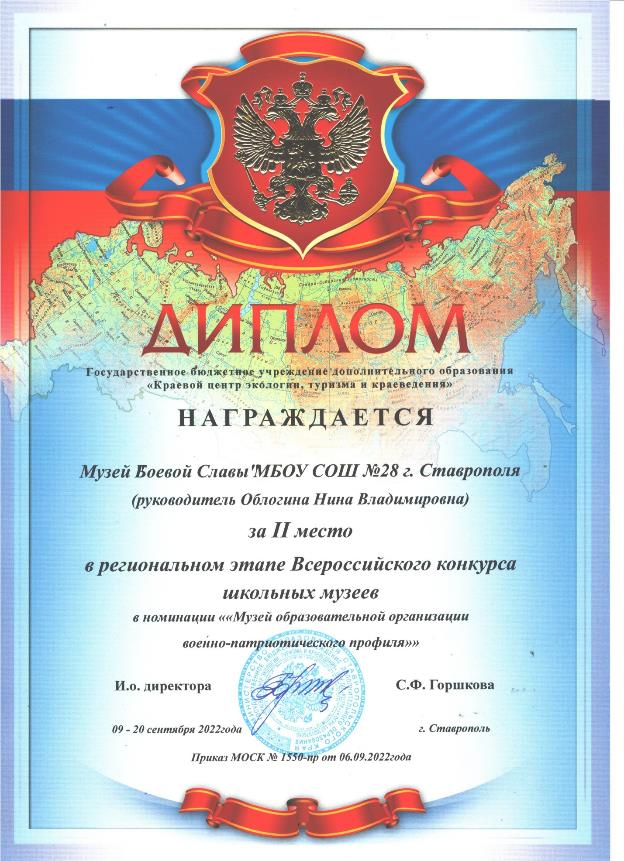 ДИПЛОМ
Государственное бюджетное учреждение дополнительного образования
«Краевой центр экологии, туризма и краеведения»
НАГРАЖДАЕТСЯ
Музей Боевой Славы" МБОУ СОШ №28 г. Ставрополя
(руководитель Облогина Нина Владимировна)
за II место
в региональном этапе Всероссийского конкурса
школьных музеев
в номинации ««Музей образовательной организации
военно-патриотического профиля»»
И.о. директора С.Ф. Горшкова
09 - 20 сентября 2022года г. Ставрополь
Приказ МОСК № 1550-пр от 06.09.2022года